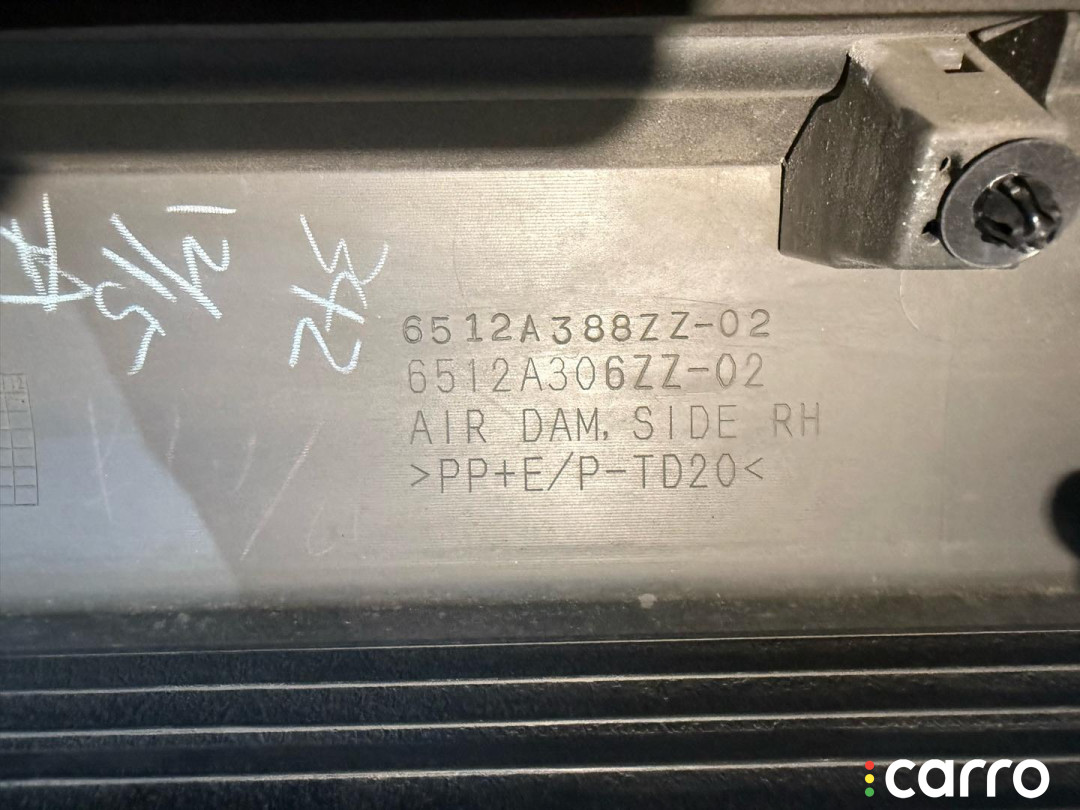 6512A388ZZ-02
6512A306ZZ-02
AIR DAM, SIDE RH
>PP+E/P-TD20<
carro